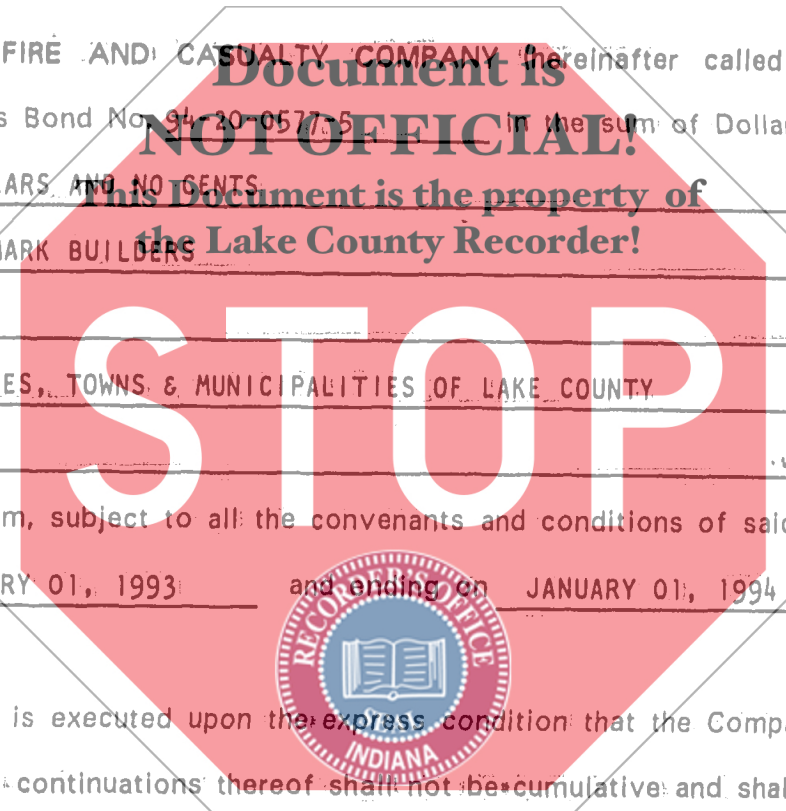 FIRE AND CASUALTY COMPANY (hereinafter called
Document is
s Bond No. 94-20-0577-5 in the sum of Dolla
NOT OFFICIAL!
ARS AND NO CENTS
This Document is the property of
MARK BUILDERS
the Lake County Recorder!
STOP
ES, TOWNS & MUNICIPALITIES OF LAKE COUNTY
m, subject to all the convenants and conditions of said
RY 01, 1993 and ending on JANUARY 01, 1994
RECORDER'S OFFICE
SEAL
INDIANA
is executed upon the express condition that the Compa
continuations thereof shall not be cumulative and shal